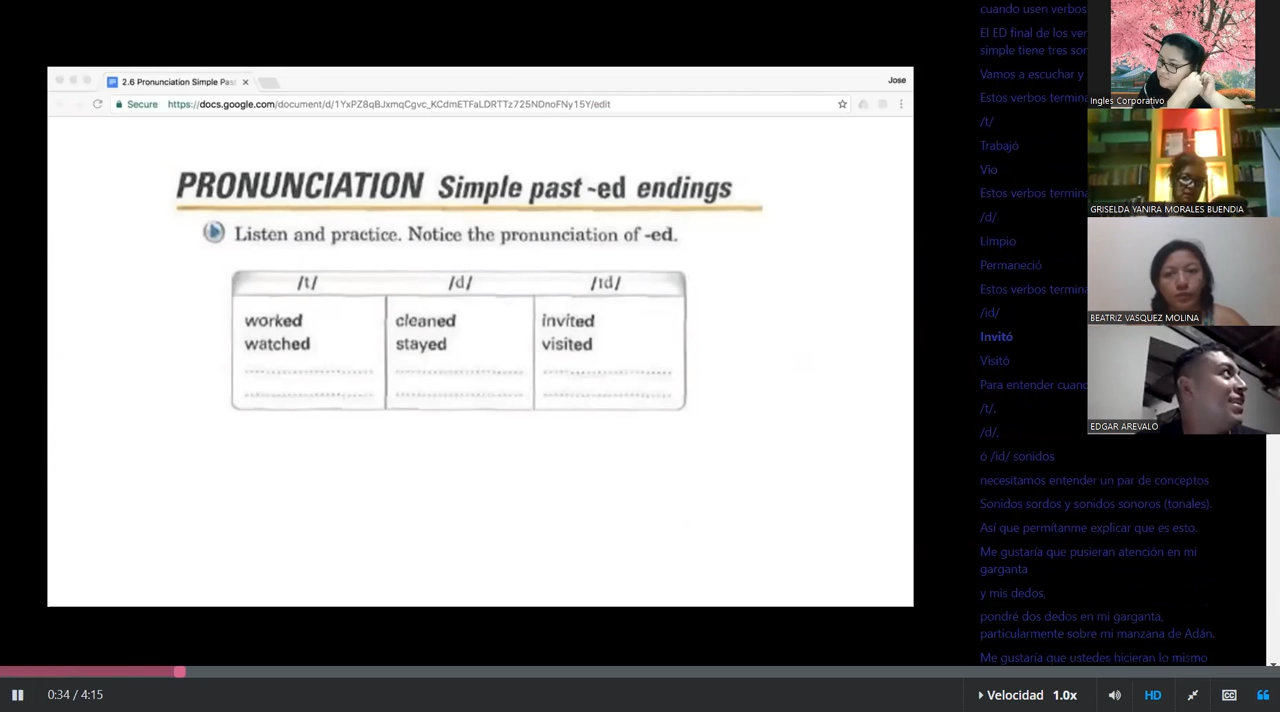 2.6 Pronunciation Simple Pas
Jose
Secure
https://docs.google.com/document/d/1YxPZ8qBJxmqCgvc_KCdmETFaLDRTTz725NDnoFNy15Y/edit
PRONUNCIATION Simple past -ed endings
Listen and practice. Notice the pronunciation of -ed.
/t/ /d/ /ɪd/
worked cleaned invited
watched stayed visited
cuando usen verbos
El ED final de los ver
simple tiene tres son
Vamos a escuchar y
Estos verbos termina
/t/
Trabajó
Vio
Estos verbos termina
/d/
Limpio
Permaneció
Estos verbos termina
/id/
Invitó
Visitó
Para entender cuand
/t/.
/d/,
ó /id/ sonidos
necesitamos entender un par de conceptos
Sonidos sordos y sonidos sonoros (tonales).
Así que permítanme explicar que es esto.
Me gustaría que pusieran atención en mi
garganta
y mis dedos,
pondré dos dedos en mi garganta,
particularmente sobre mi manzana de Adán.
Me gustaría que ustedes hicieran lo mismo
Ingles Corporativo
GRISELDA YANIRA MORALES BUENDIA
BEATRIZ VASQUEZ MOLINA
EDGAR AREVALO
0:34 / 4:15
Velocidad 1.0x
HD
CC